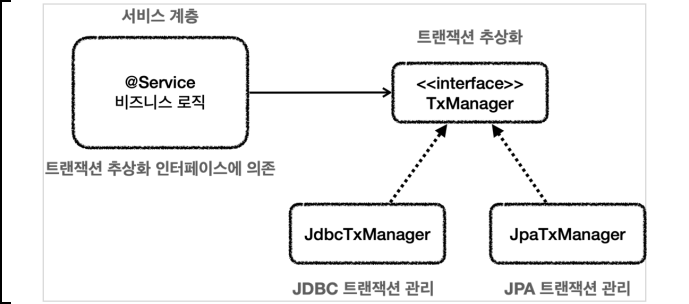 서비스 계층
트랜잭션 추상화
@Service
비즈니스 로직
<<interface>>
TxManager
트랜잭션 추상화 인터페이스에 의존
JdbcTxManager
JpaTxManager
JDBC 트랜잭션 관리
JPA 트랜잭션 관리